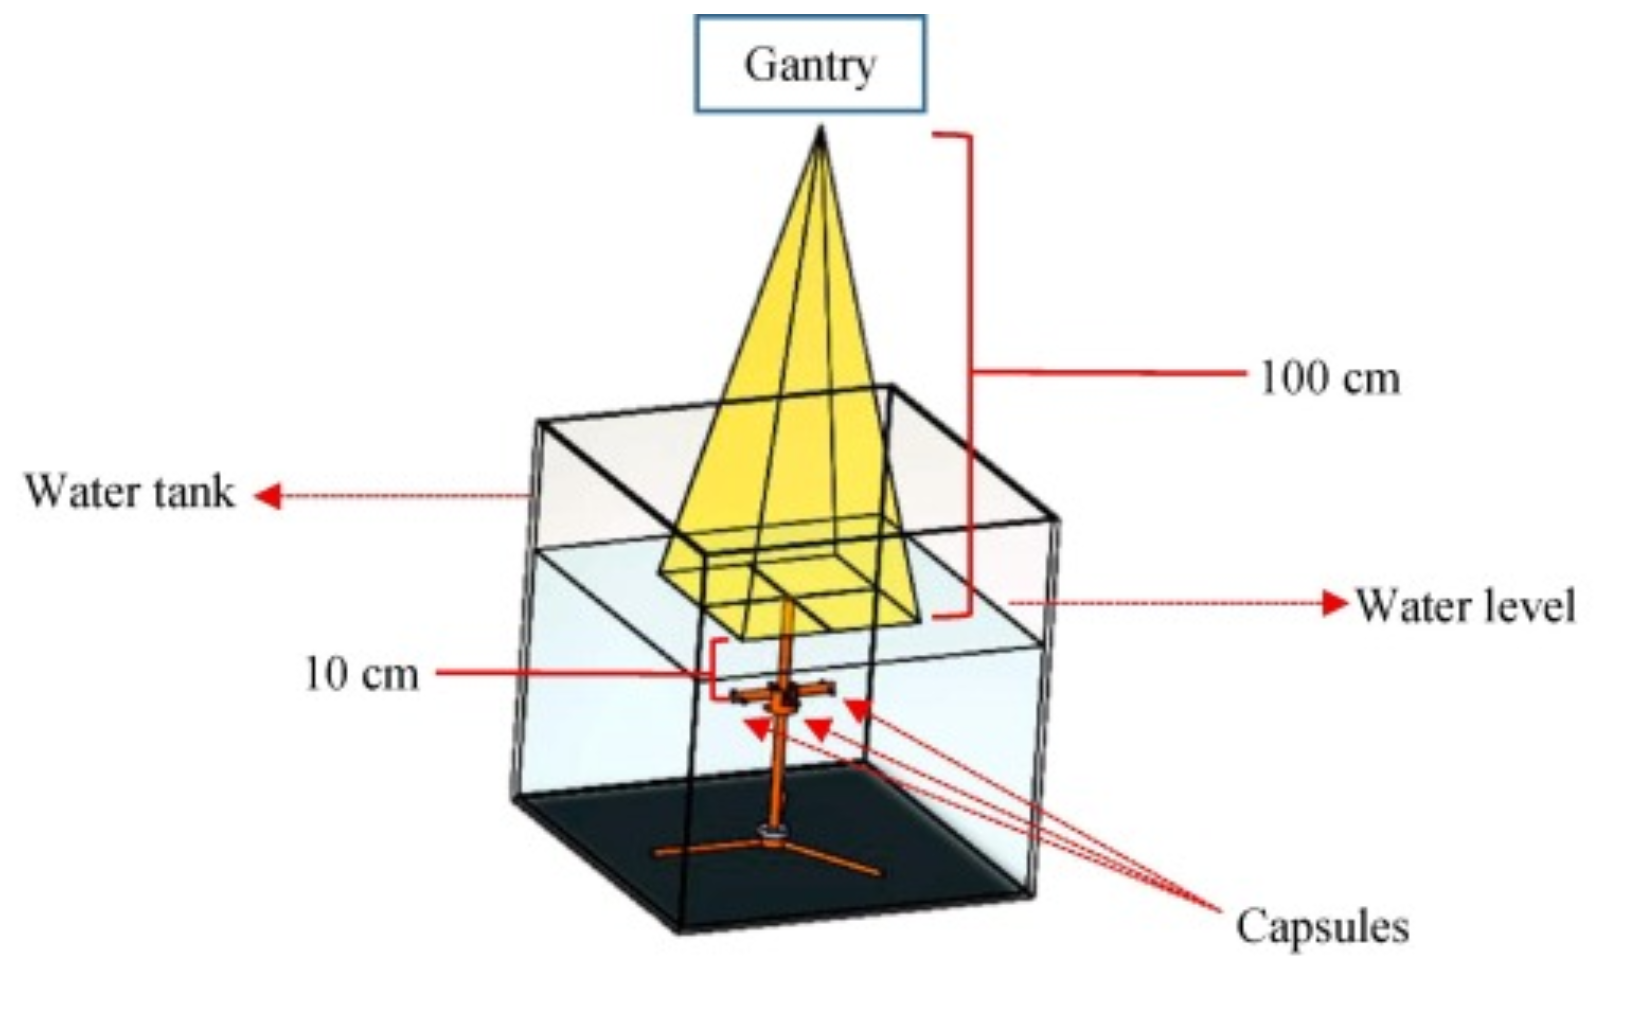 Gantry
100 cm
Water tank
Water level
10 cm
Capsules